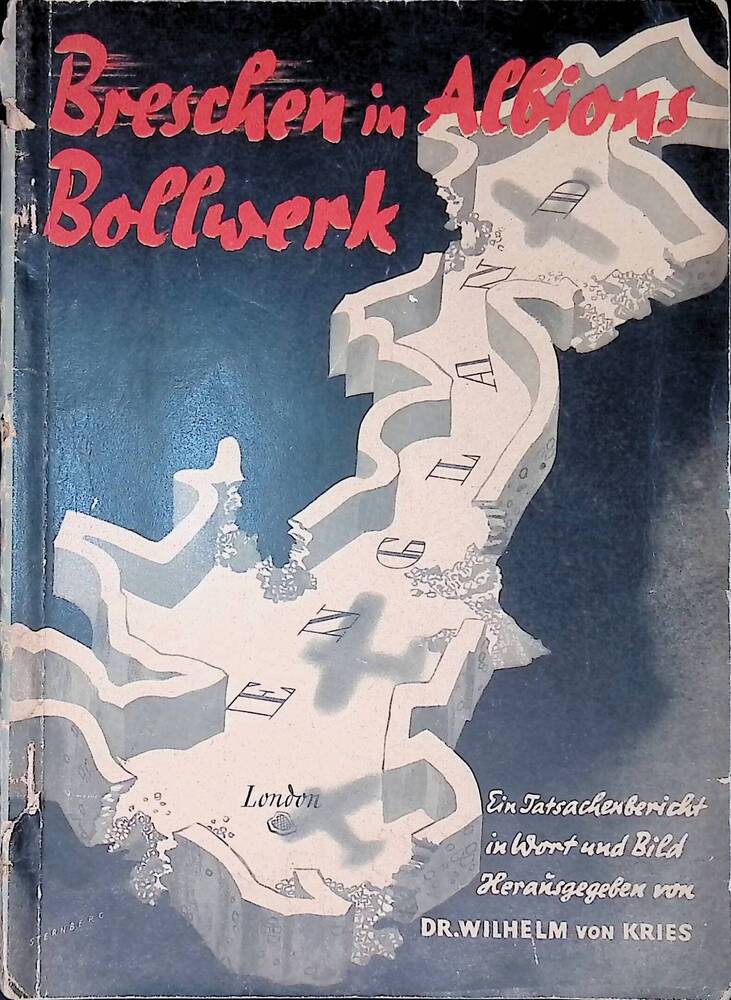 Breschen in Albions
Bollwerk
ENGLAND
London
Ein Tatsachenbericht
in Wort und Bild
Herausgegeben von
DR. WILHELM VON KRIES
STERNBERG